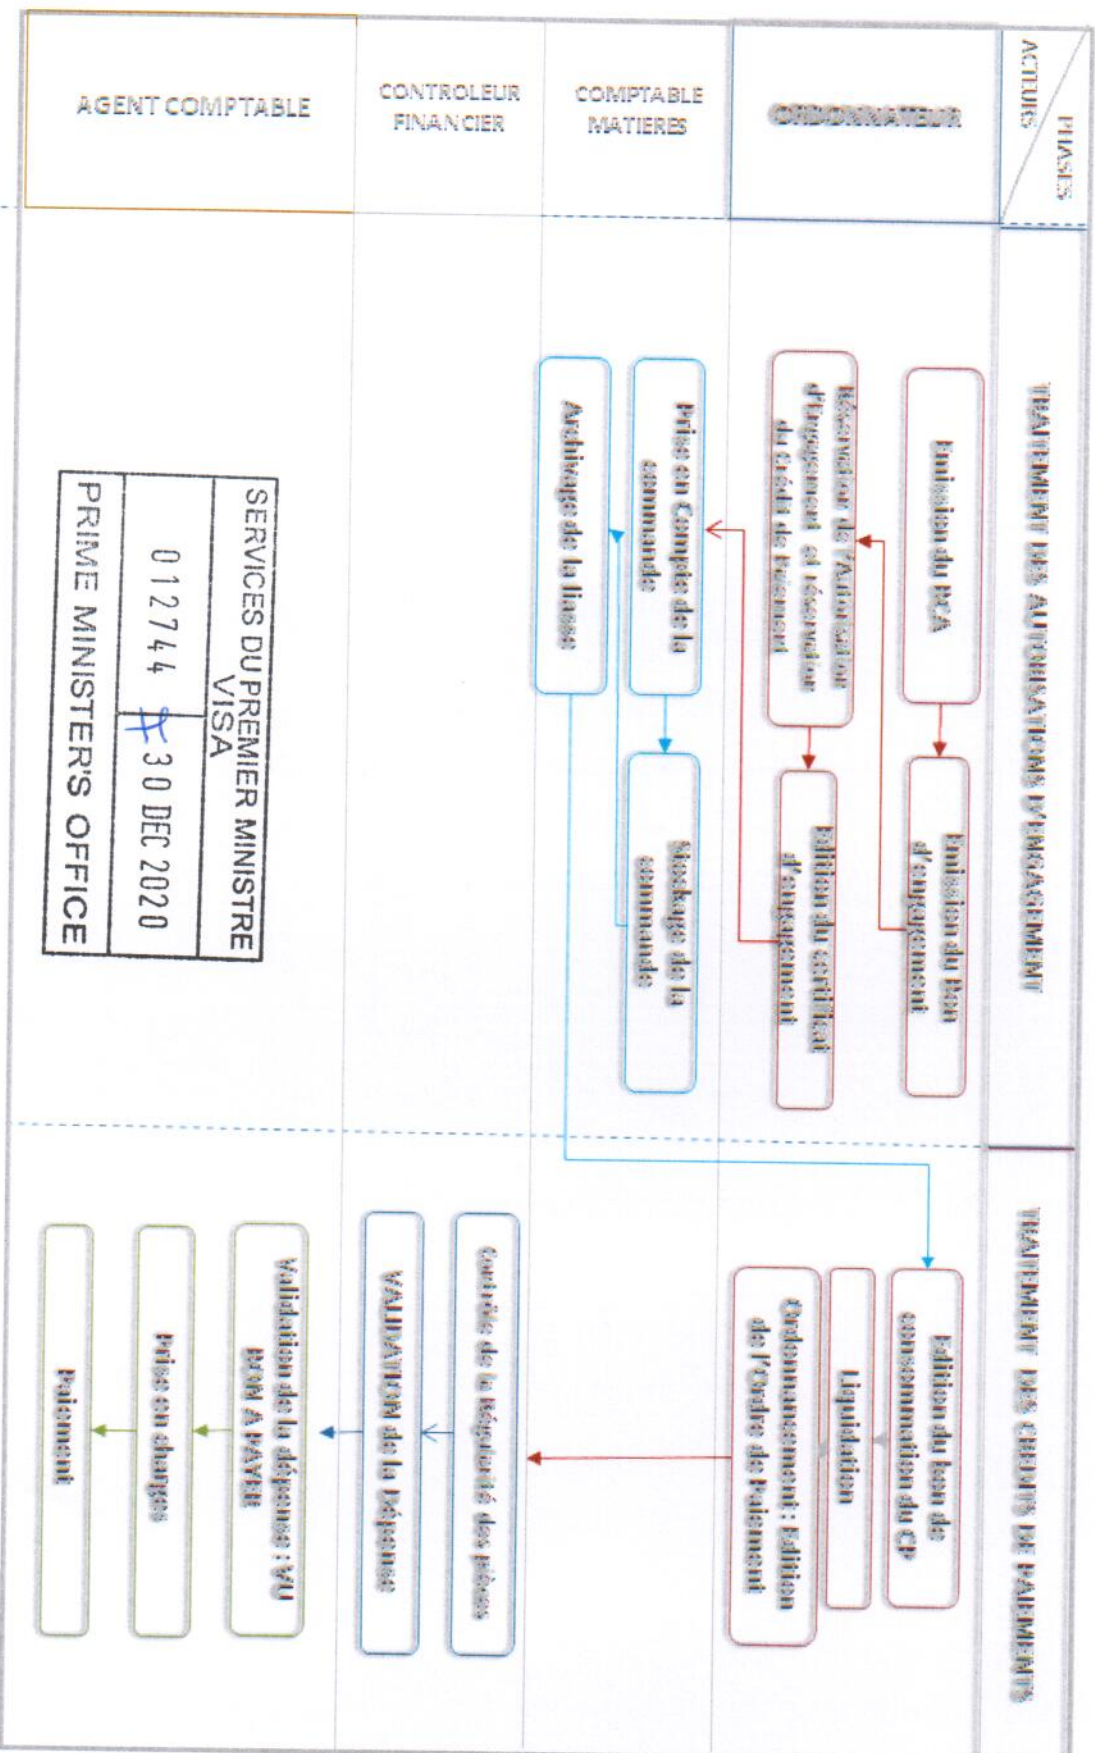 PHASES
ACTEURS
TRAITEMENT DES AUTORISATIONS D'ENGAGEMENT
TRAITEMENT DES CREDITS DE PAIEMENTS
ORDONNATEUR
Emission du BCA
Emission du Bon
d'engagement
Réservation de l'Autorisation
d'Engagement et réservation
du Crédit de Paiement
Edition du certificat
d'engagement
Edition du bon de
consommation du CP
Liquidation
Ordonnancement : Edition
de l'Ordre de Paiement
COMPTABLE
MATIERES
Prise en Compte de la
commande
Stockage de la
commande
Archivage de la liasse
CONTROLEUR
FINANCIER
Contrôle de la Régularité des pièces
VALIDATION de la Dépense
AGENT COMPTABLE
Validation de la dépense : VU
BON A PAYER
Prise en charges
Paiement
SERVICES DU PREMIER MINISTRE
VISA
012744 30 DEC 2020
PRIME MINISTER'S OFFICE